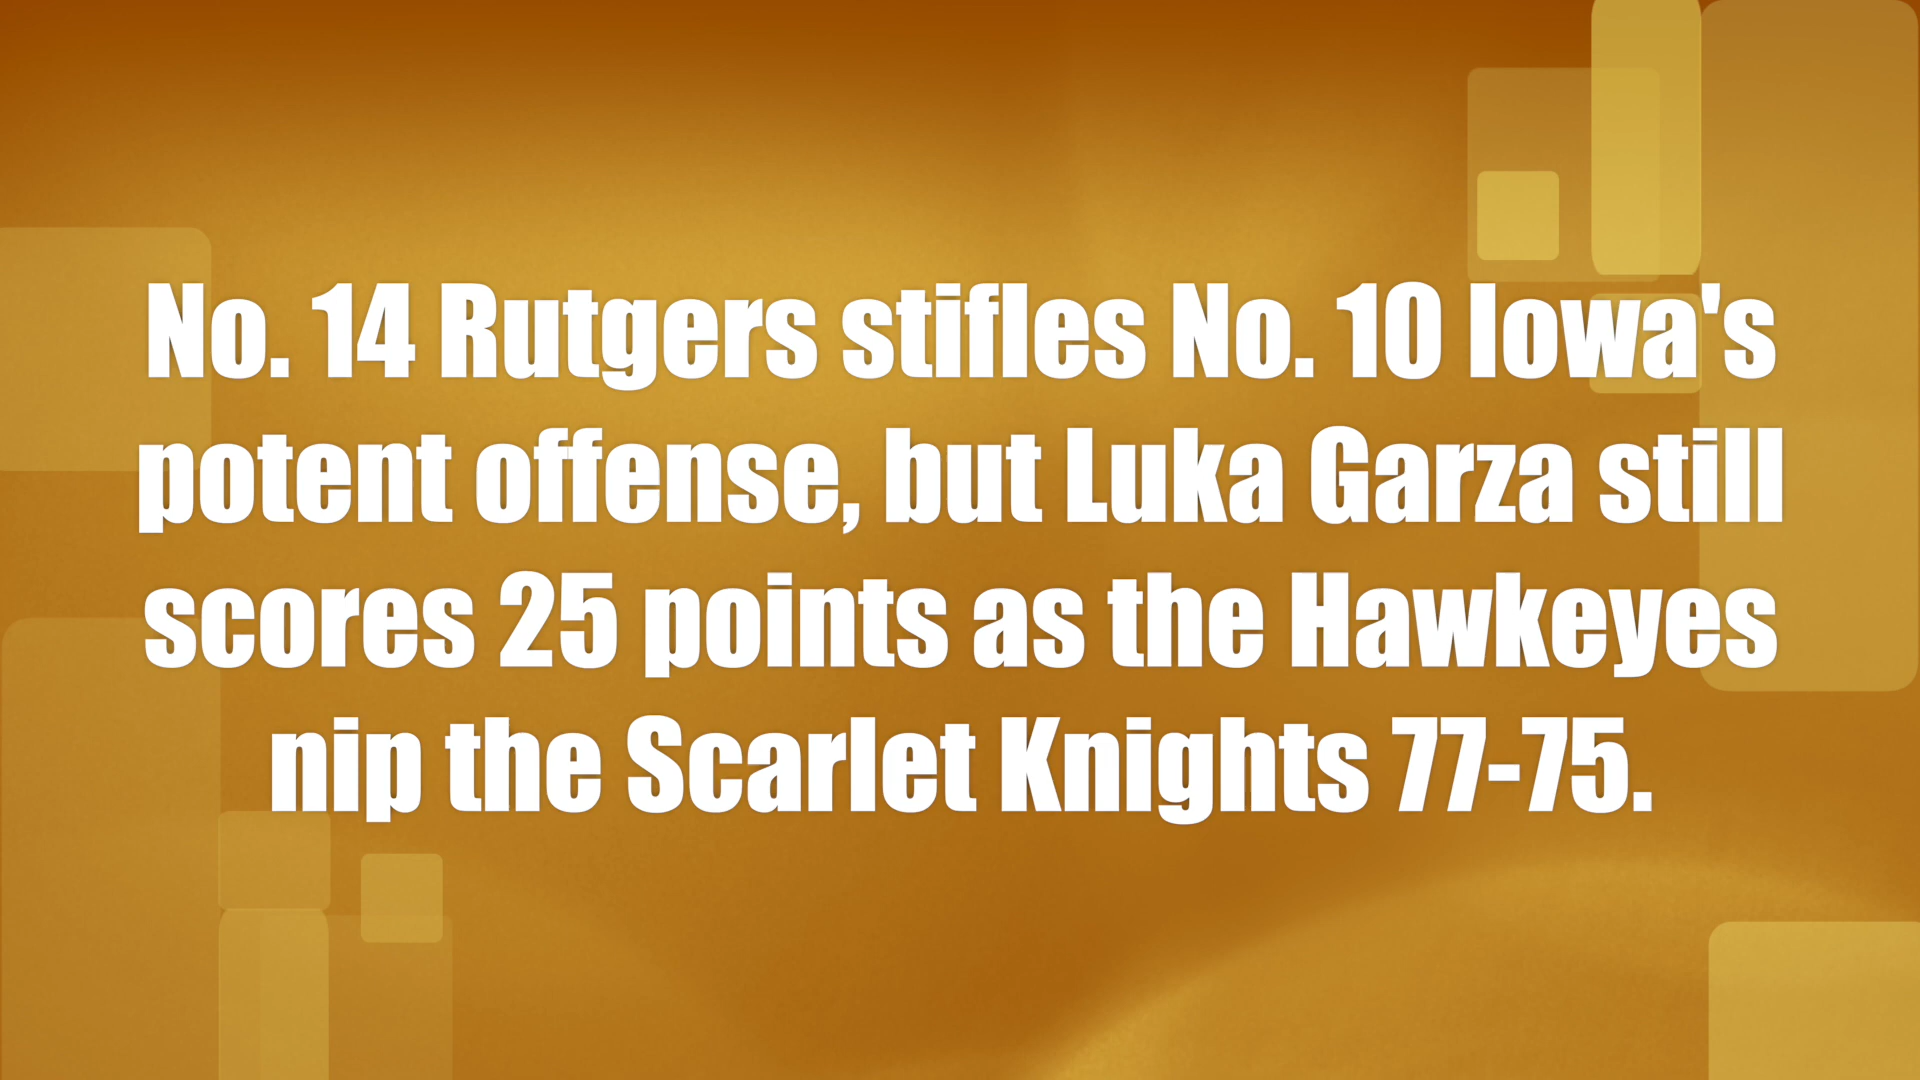 No. 14 Rutgers stifles No. 10 Iowa's
potent offense, but Luka Garza still
scores 25 points as the Hawkeyes
nip the Scarlet Knights 77-75.